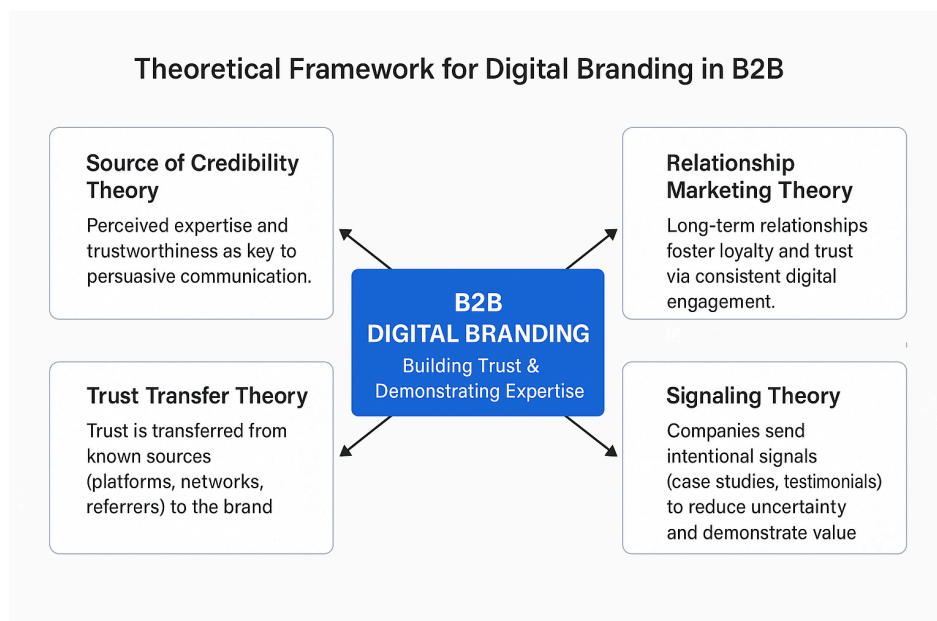 Theoretical Framework for Digital Branding in B2B
Source of Credibility
Theory
Perceived expertise and
trustworthiness as key to
persuasive communication.
Relationship
Marketing Theory
Long-term relationships
foster loyalty and trust
via consistent digital
engagement.
B2B
DIGITAL BRANDING
Building Trust &
Demonstrating Expertise
Trust Transfer Theory
Trust is transferred from
known sources
(platforms, networks,
referrers) to the brand
Signaling Theory
Companies send
intentional signals
(case studies, testimonials)
to reduce uncertainty
and demonstrate value